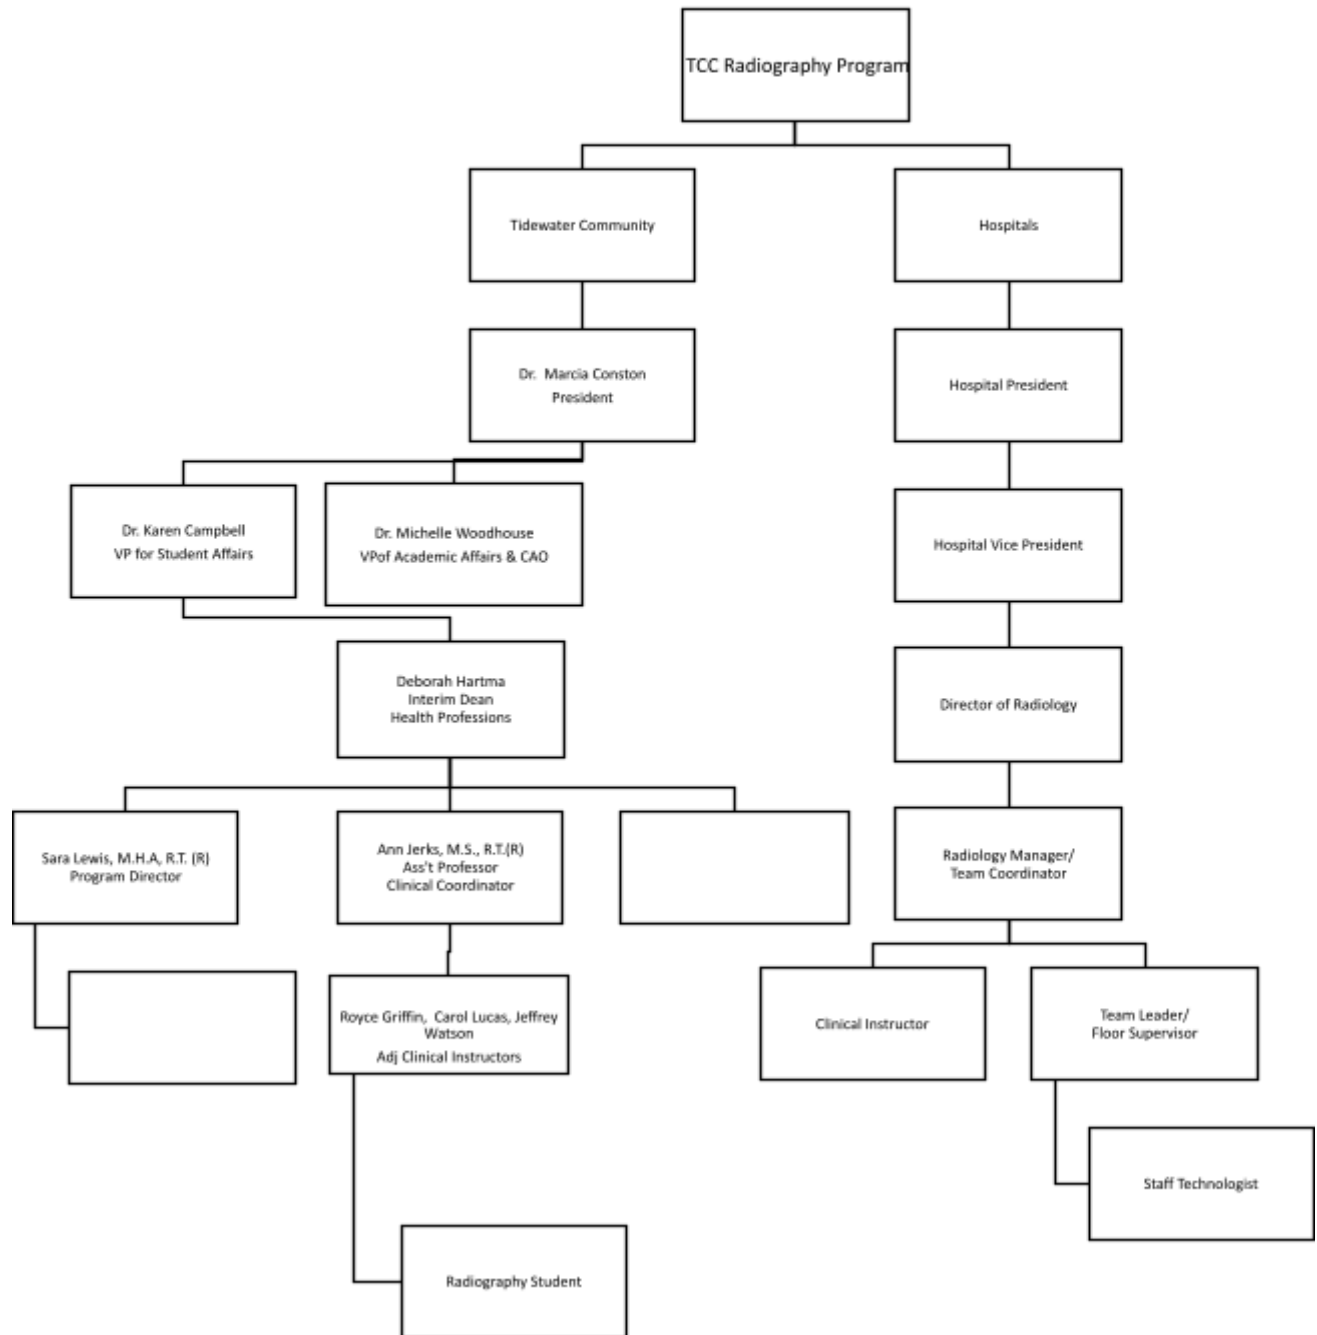 TCC Radiography Program
Tidewater Community
Hospitals
Dr.  Marcia Conston
President
Hospital President
Dr. Karen Campbell
VP for Student Affairs
Dr. Michelle Woodhouse
VPof Academic Affairs & CAO
Hospital Vice President
Deborah Hartma
Interim Dean
Health Professions
Director of Radiology
Sara Lewis, M.H.A, R.T. (R)
Program Director
Ann Jerks, M.S., R.T.(R)
Ass't Professor
Clinical Coordinator
Radiology Manager/
Team Coordinator
Royce Griffin,  Carol Lucas, Jeffrey
Watson
Adj Clinical Instructors
Clinical Instructor
Team Leader/
Floor Supervisor
Staff Technologist
Radiography Student